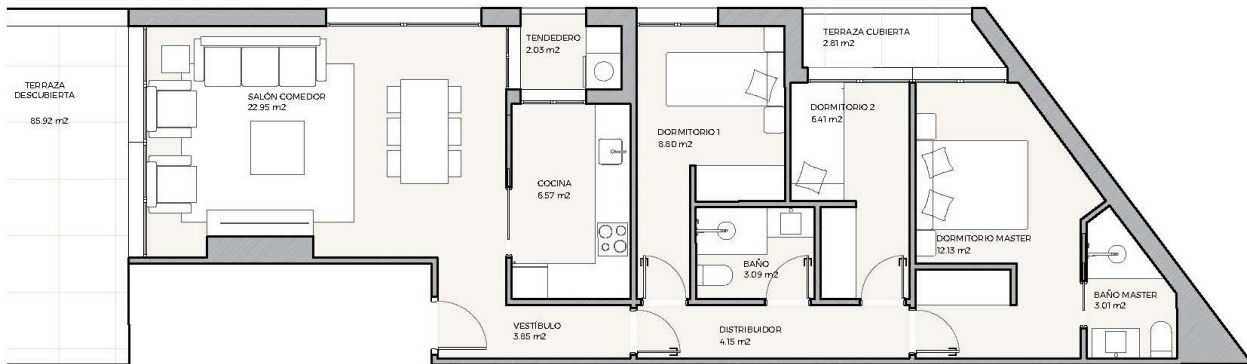 TERRAZA
DESCUBIERTA
85.92 m2
SALÓN COMEDOR
22.95 m2
TENDEDERO
2.03 m2
COCINA
6.57 m2
VESTÍBULO
3.85 m2
DORMITORIO 1
8.80 m2
BAÑO
3.09 m2
DISTRIBUIDOR
4.15 m2
TERRAZA CUBIERTA
2.81 m2
DORMITORIO 2
6.41 m2
DORMITORIO MASTER
12.13 m2
BAÑO MASTER
3.01 m2